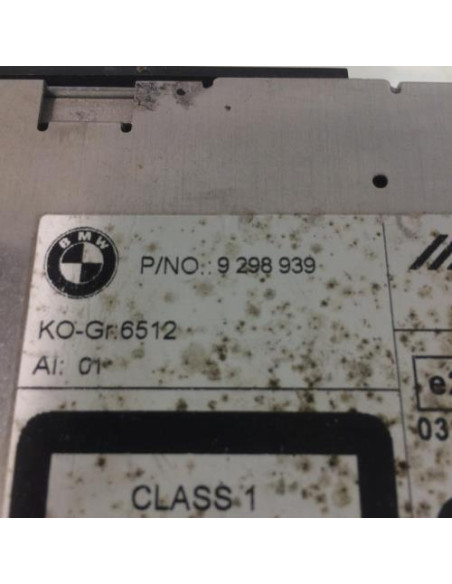 BMW
P/NO.: 9 298 939
KO-Gr.6512
AI: 01
03
CLASS 1